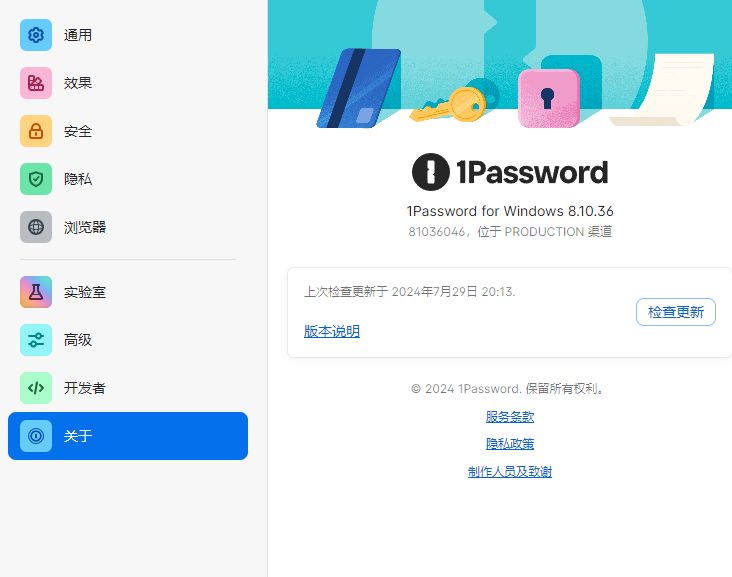 通用
效果
安全
隐私
浏览器
实验室
高级
开发者
关于
1Password
1Password for Windows 8.10.36
81036046，位于 PRODUCTION 渠道
上次检查更新于 2024年7月29日 20:13.
检查更新
版本说明
© 2024 1Password. 保留所有权利。
服务条款
隐私政策
制作人员及致谢